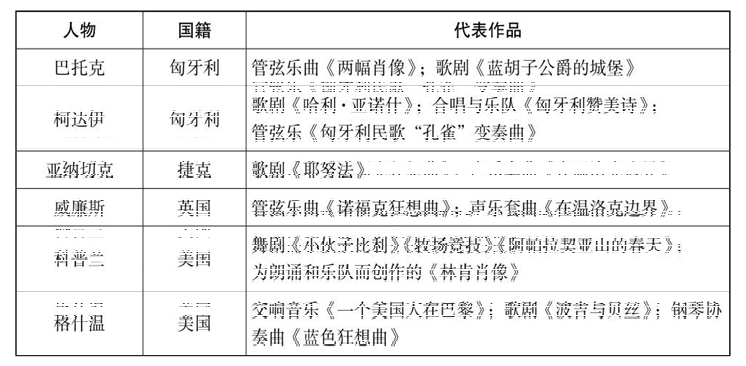 人物 国籍 代表作品
巴托克 匈牙利 管弦乐曲《两幅肖像》；歌剧《蓝胡子公爵的城堡》
柯达伊 匈牙利 歌剧《哈利·亚诺什》；合唱与乐队《匈牙利赞美诗》；
管弦乐《匈牙利民歌“孔雀”变奏曲》
亚纳切克 捷克 歌剧《耶努法》
威廉斯 英国 管弦乐曲《诺福克狂想曲》；声乐套曲《在温洛克边界》
科普兰 美国 舞剧《小伙子比利》《牧场竞技》《阿帕拉契亚山的春天》；
为朗诵和乐队而创作的《林肯肖像》
格什温 美国 交响音乐《一个美国人在巴黎》；歌剧《波吉与贝丝》；钢琴协
奏曲《蓝色狂想曲》